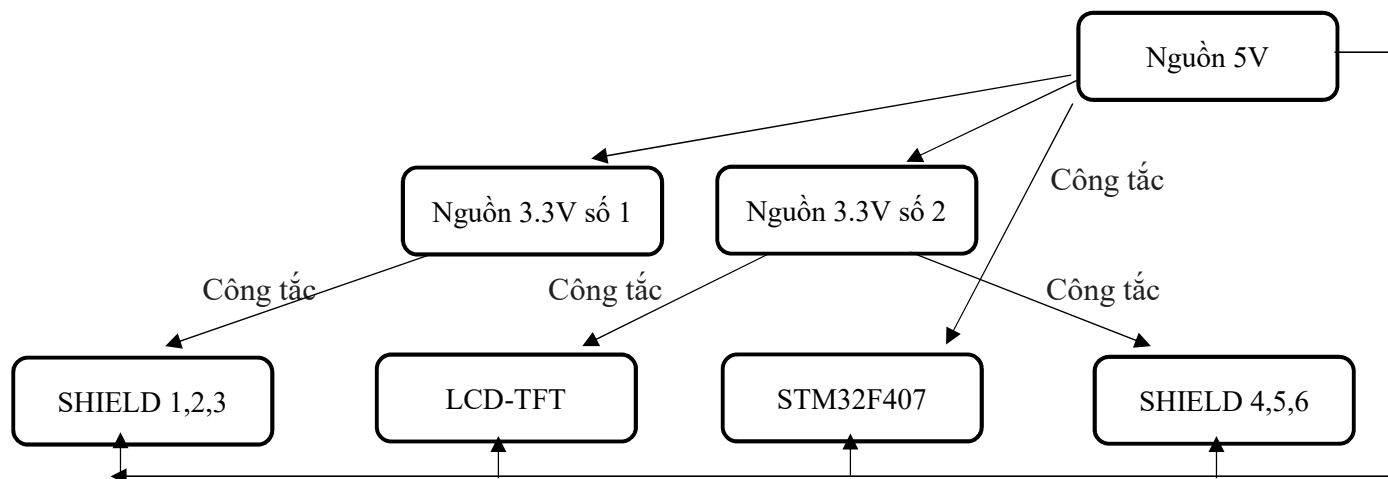 Nguồn 5V
Công tắc
Nguồn 3.3V số 1
Nguồn 3.3V số 2
Công tắc
Công tắc
Công tắc
SHIELD 1,2,3
LCD-TFT
STM32F407
SHIELD 4,5,6